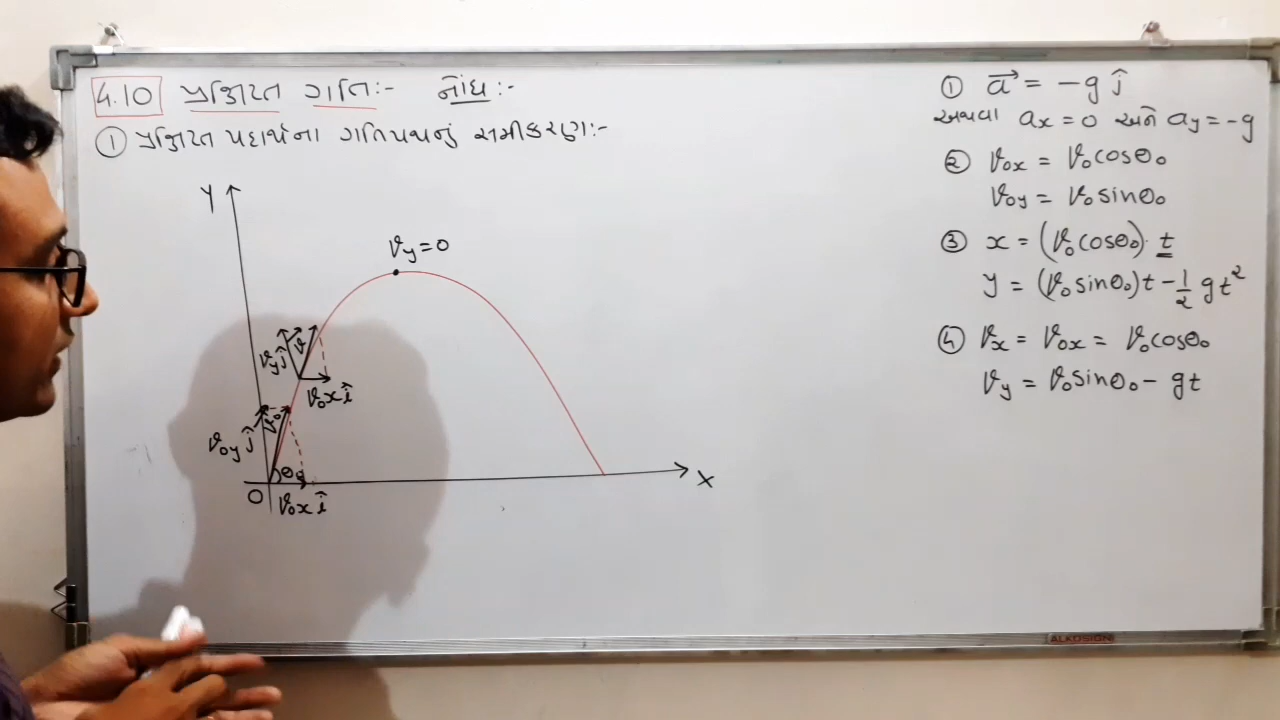 4.10 પ્રક્ષિપ્ત ગતિ:- નોંધ:-
① પ્રક્ષિપ્ત પદાર્થના ગતિપથનું સમીકરણ:-
Y
vy=0
vy ĵ
v
v₀x î
v₀y ĵ
v₀
θ₀
O
v₀x î
X
① a⃗ = -g ĵ
અથવા ax=0 અને ay=-g
② v₀x = v₀cosθ₀
v₀y = v₀sinθ₀
③ x = (v₀cosθ₀)·t
y = (v₀sinθ₀)t - 1/2 gt²
④ vx = v₀x = v₀cosθ₀
vy = v₀sinθ₀ - gt
ALKOSIGN